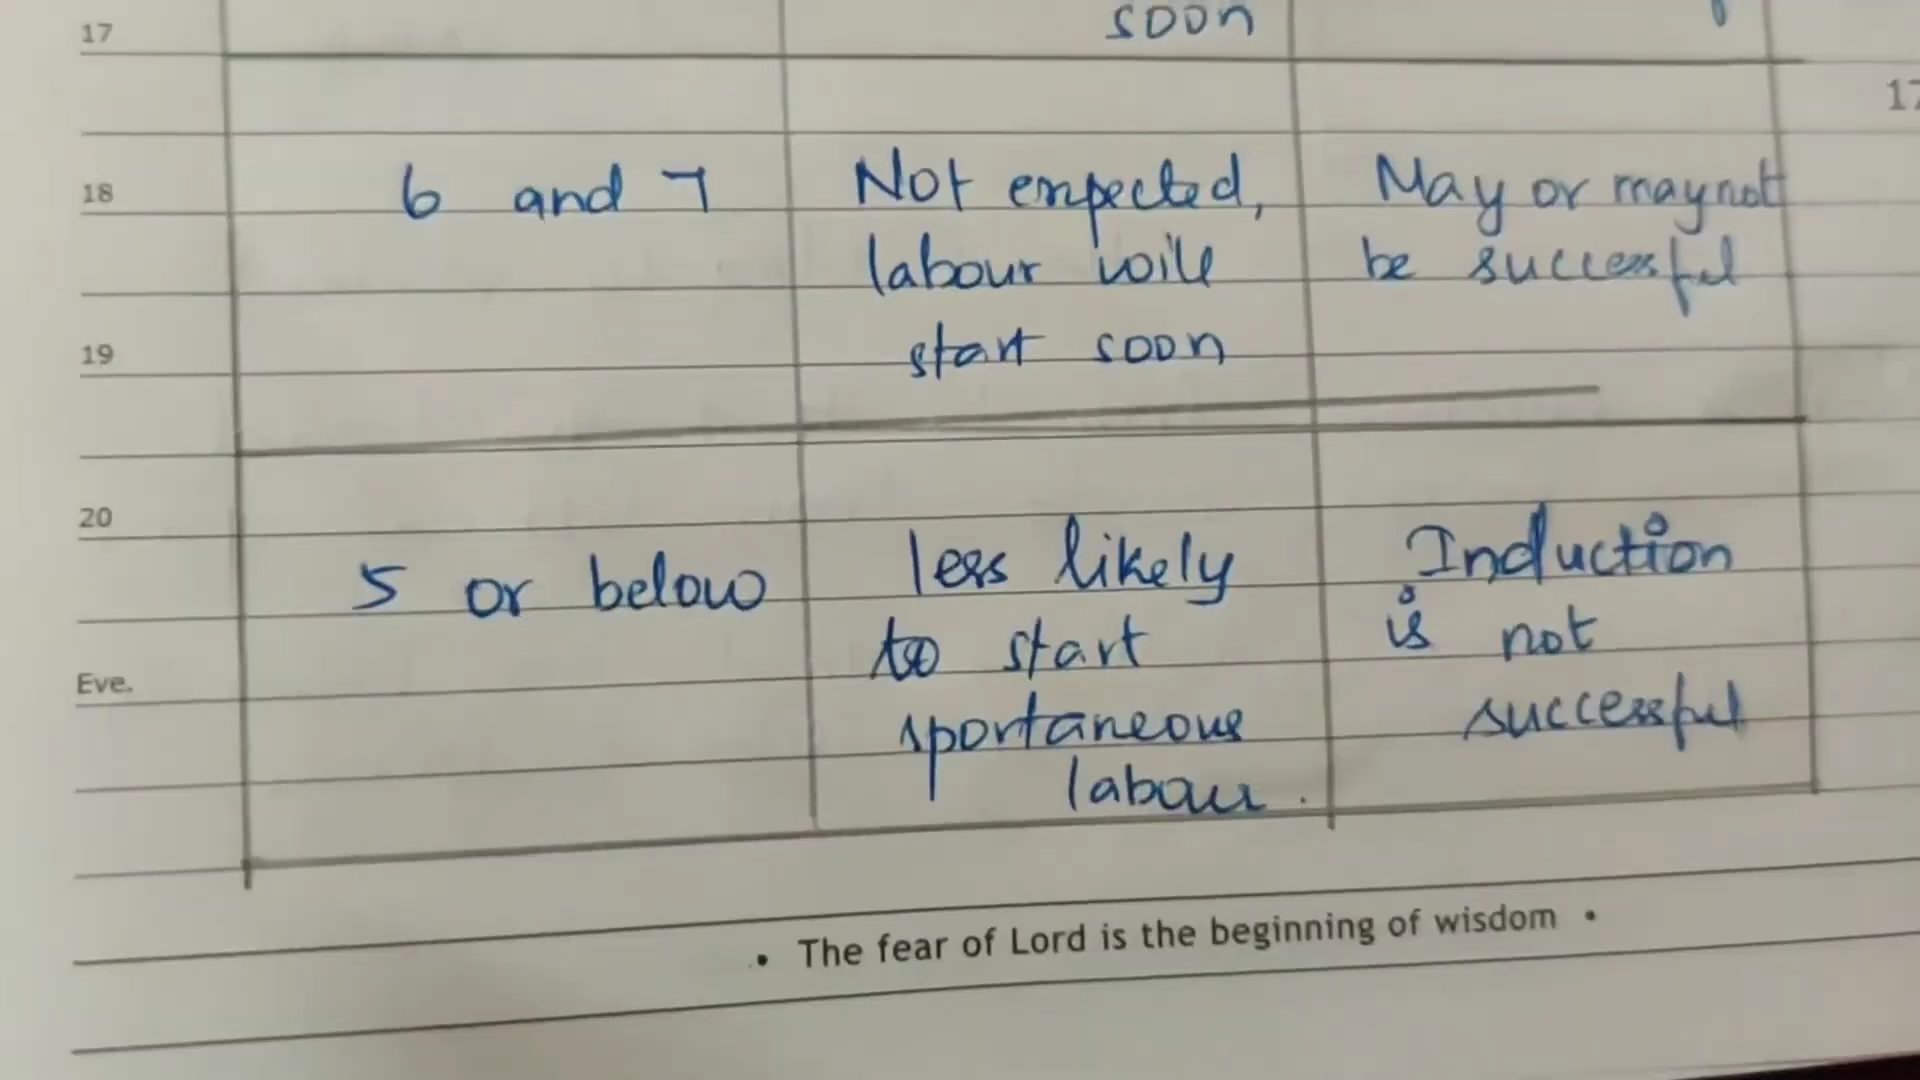 17
soon
17
18
6 and 7
Not expected,
May or may not
labour will
be successful
19
start soon
20
5 or below
less likely
Induction
to start
is not
Eve.
spontaneous
successful
labour.
• The fear of Lord is the beginning of wisdom •